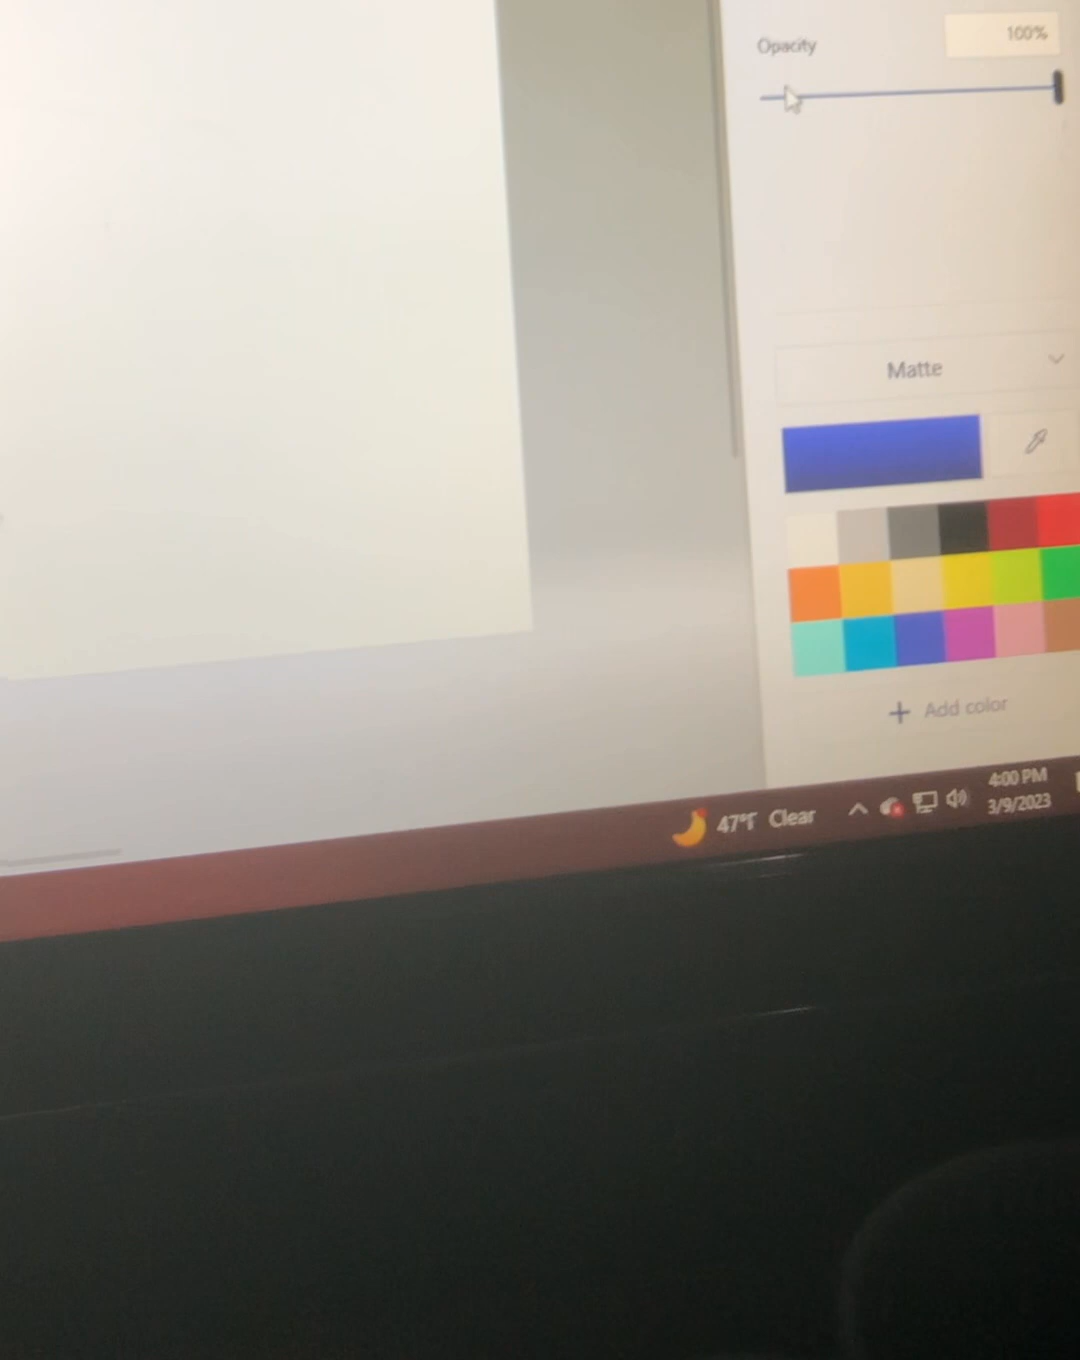 Opacity
100%
Matte
+ Add color
47°F Clear
4:00 PM
3/9/2023